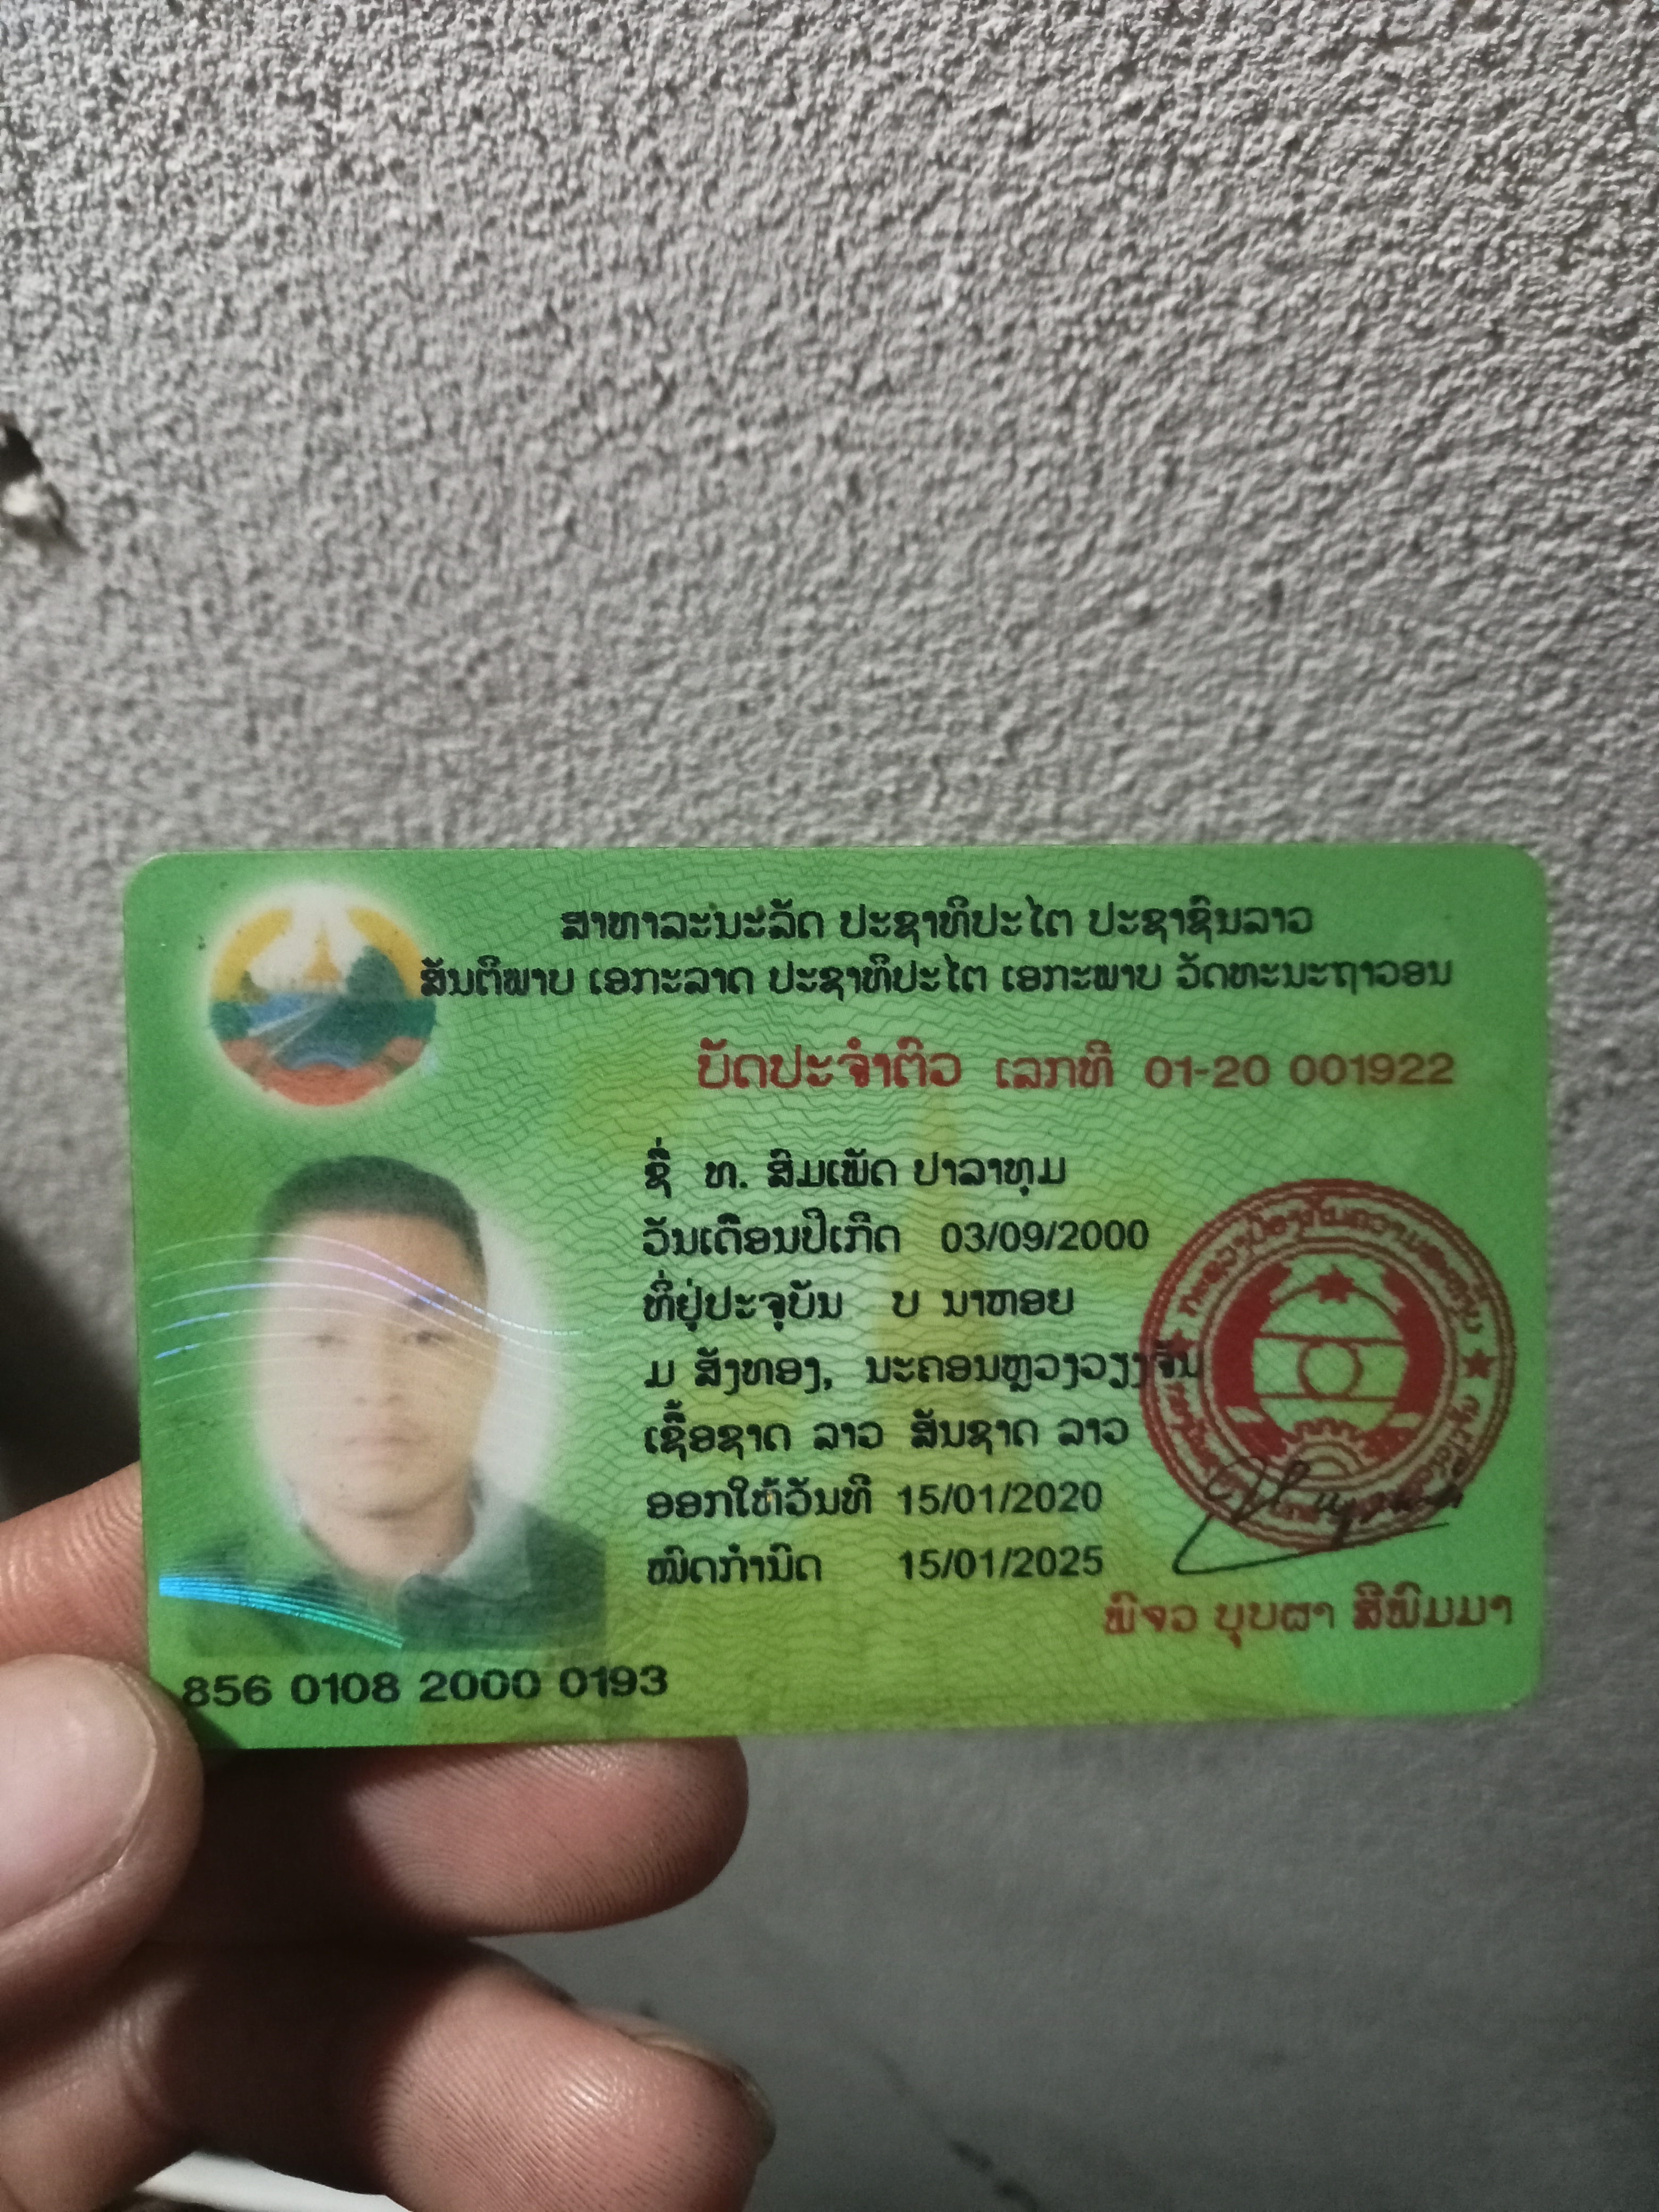 ສາທາລະນະລັດ ປະຊາທິປະໄຕ ປະຊາຊົນລາວ
ສັນຕິພາບ ເອກະລາດ ປະຊາທິປະໄຕ ເອກະພາບ ວັດທະນະຖາວອນ
ບັດປະຈຳຕົວ ເລກທີ 01-20 001922
ຊື່ ທ. ສົມເພັດ ປາລາທຸມ
ວັນເດືອນປີເກີດ 03/09/2000
ທີ່ຢູ່ປະຈຸບັນ ບ ນາຫອຍ
ມ ສັງທອງ, ນະຄອນຫຼວງວຽງຈັນ
ເຊື້ອຊາດ ລາວ ສັນຊາດ ລາວ
ອອກໃຫ້ວັນທີ 15/01/2020
ໝົດກຳນົດ 15/01/2025
ພົຈວ ບຸບຜາ ສີພິມມາ
856 0108 2000 0193